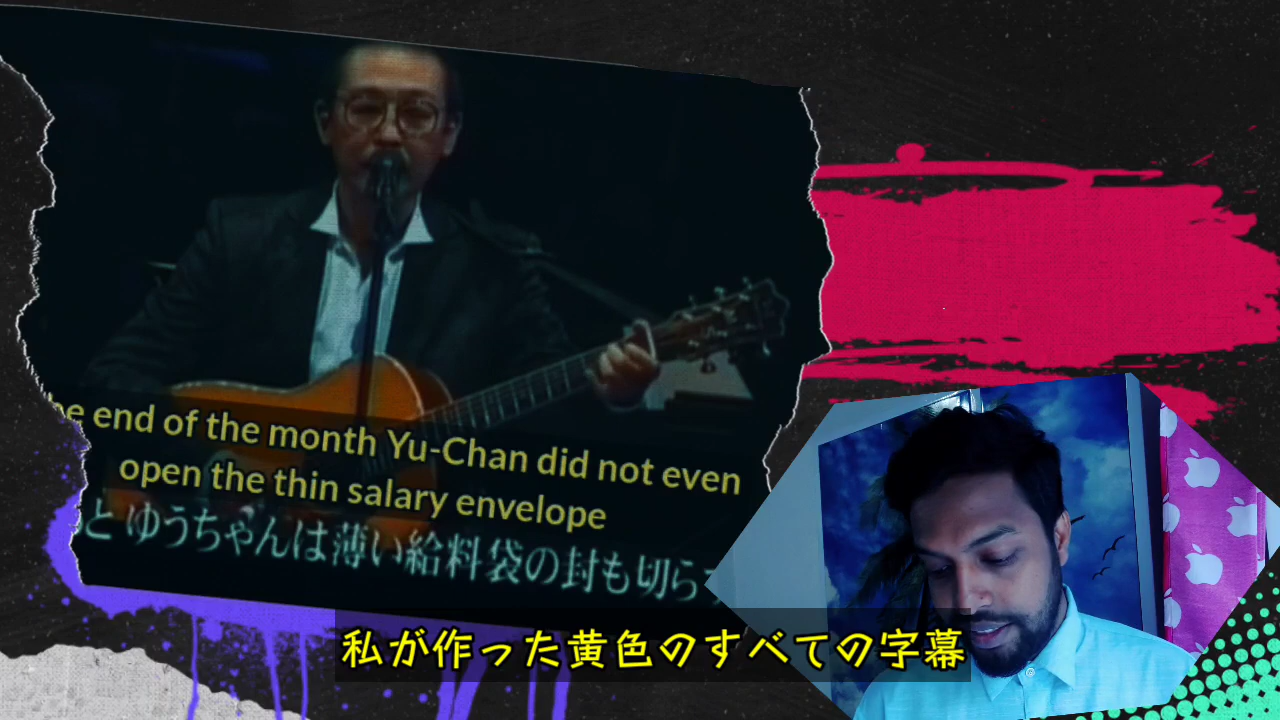 he end of the month Yu-Chan did not even
open the thin salary envelope
とゆうちゃんは薄い給料袋の封も切ら
私が作った黄色のすべての字幕